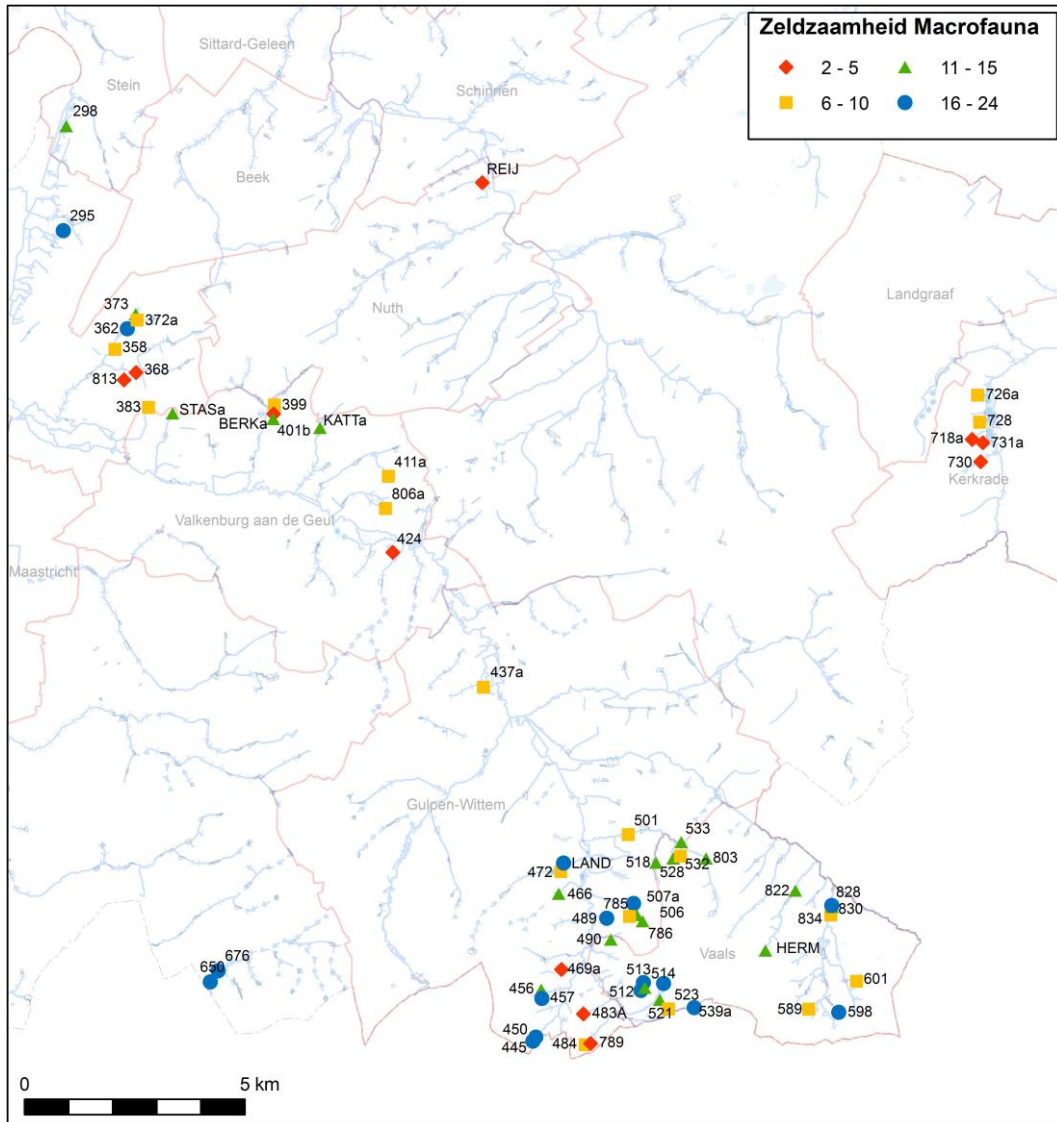 Zeldzaamheid Macrofauna
2 - 5
11 - 15
6 - 10
16 - 24
Sittard-Geleen
Stein
Schinnen
298
REIJ
Beek
295
Nuth
Landgraaf
373
372a
362
358
368
813
383
STASa
399
BERKa
401b
KATTa
726a
728
718a
731a
730
Kerkrade
411a
806a
Valkenburg aan de Geul
424
Maastricht
437a
Gulpen-Wittem
501
533
518
528
532
803
LAND
472
466
785
507a
506
489
786
490
822
828
830
834
HERM
Vaals
676
650
469a
513
514
512
456
457
523
521
539a
601
589
598
483A
450
445
484
789
0
5 km